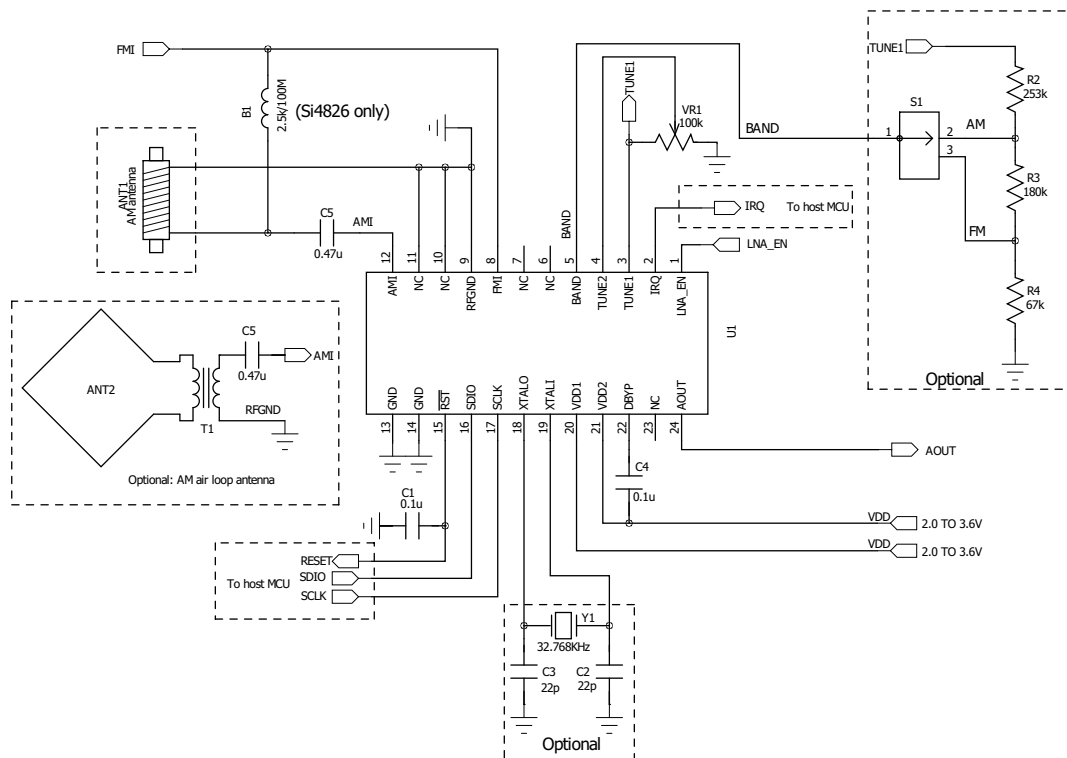 FMI
B1
2.5k/100M
(Si4826 only)
ANT1
AM antenna
C5
0.47u
AMI
TUNE1
VR1
100k
BAND
BAND
IRQ
To host MCU
LNA_EN
TUNE1
R2
253k
S1
1
2
3
AM
FM
R3
180k
R4
67k
Optional
12
11
10
9
8
7
6
5
4
3
2
1
AMI
NC
NC
RFGND
FMI
NC
NC
BAND
TUNE2
TUNE1
IRQ
LNA_EN
U1
GND
GND
RST
SDIO
SCLK
XTALO
XTALI
VDD1
VDD2
DBYP
NC
AOUT
13
14
15
16
17
18
19
20
21
22
23
24
ANT2
T1
C5
0.47u
AMI
RFGND
Optional: AM air loop antenna
C1
0.1u
To host MCU
RESET
SDIO
SCLK
C4
0.1u
AOUT
VDD
2.0 TO 3.6V
VDD
2.0 TO 3.6V
Y1
32.768KHz
C3
22p
C2
22p
Optional